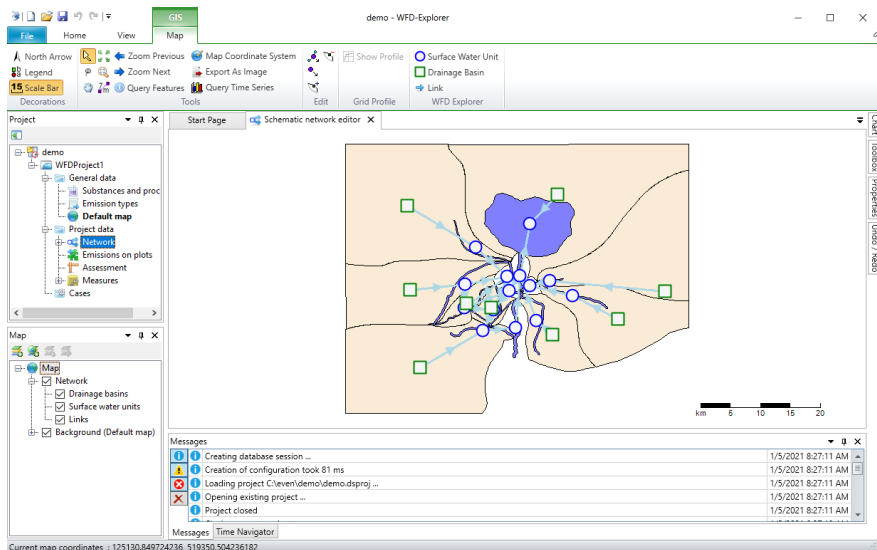 GIS
demo - WFD-Explorer
File Home View Map
North Arrow Zoom Previous Map Coordinate System Show Profile Surface Water Unit
Legend Zoom Next Export As Image Drainage Basin
15 Scale Bar Query Features Query Time Series Link
Decorations Tools Edit Grid Profile WFD Explorer
Project
Start Page Schematic network editor
demo
WFDProject1
General data
Substances and proc
Emission types
Default map
Project data
Network
Emissions on plots
Assessment
Measures
Cases
Chart
Toolbox
Properties
Undo / Redo
Map
Map
Network
Drainage basins
Surface water units
Links
Background (Default map)
km 5 10 15 20
Messages
Creating database session ... 1/5/2021 8:27:11 AM
Creation of configuration took 81 ms 1/5/2021 8:27:11 AM
Loading project C:\even\demo\demo.dsproj ... 1/5/2021 8:27:11 AM
Opening existing project ... 1/5/2021 8:27:11 AM
Project closed 1/5/2021 8:27:11 AM
Messages Time Navigator
Current map coordinates : 125130.849724236 519350.504236182